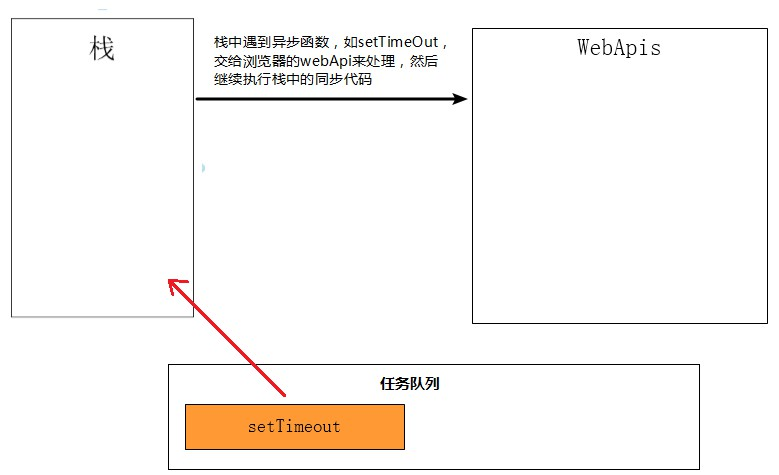 栈
栈中遇到异步函数，如setTimeOut，
交给浏览器的webApi来处理，然后
继续执行栈中的同步代码
WebApis
任务队列
setTimeout